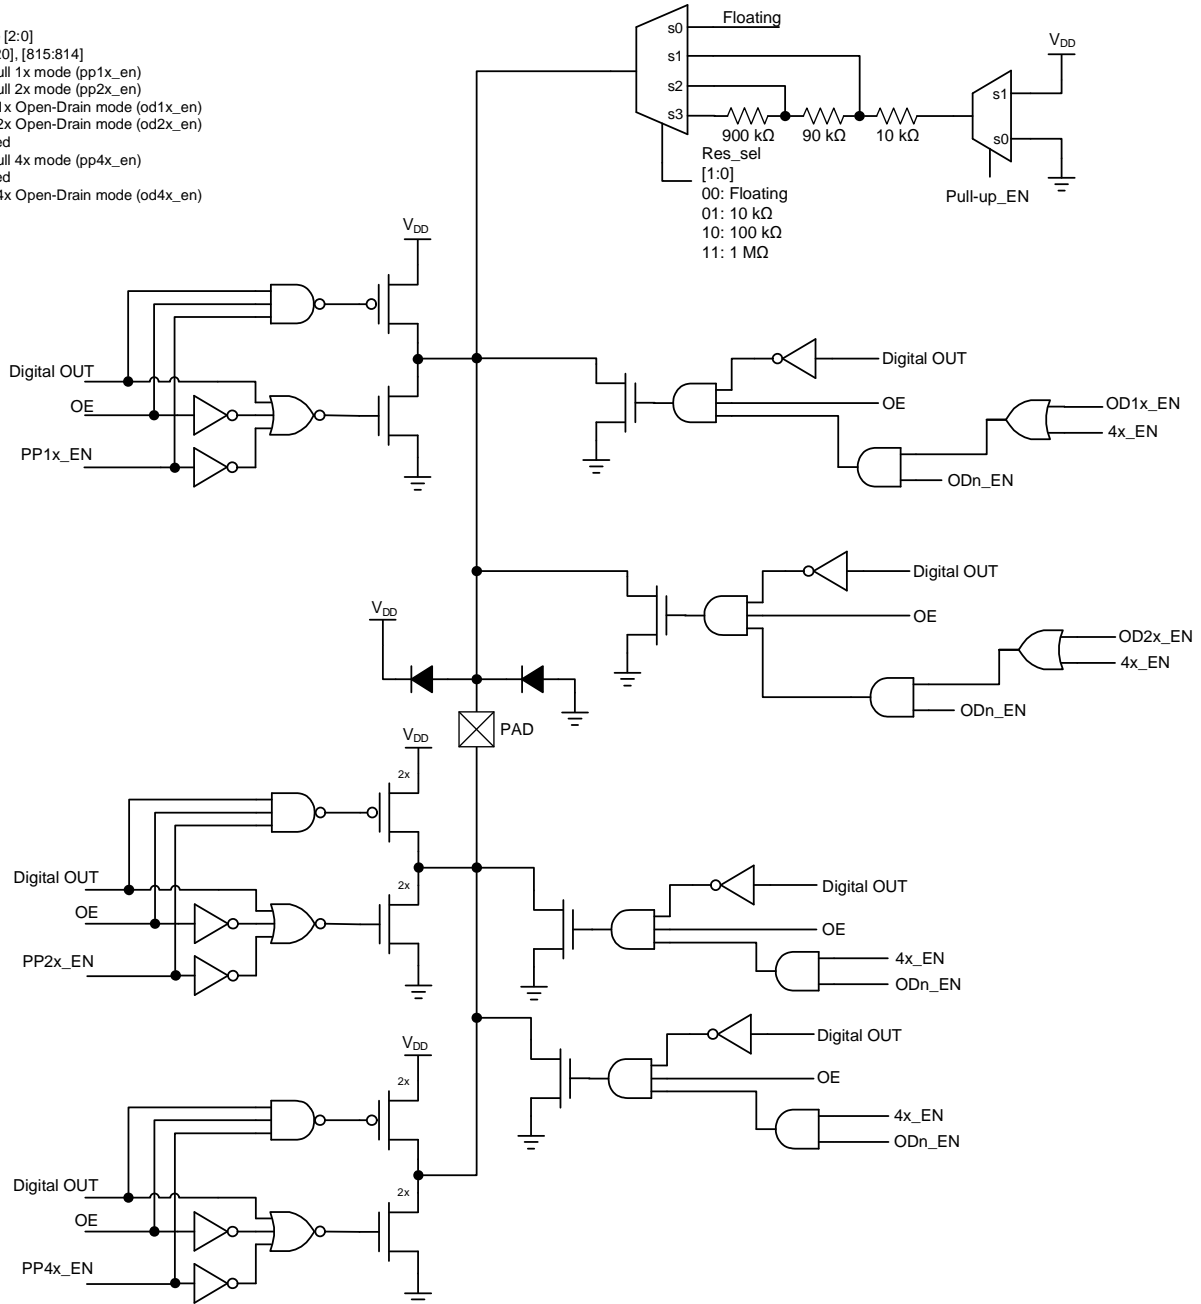 [2:0]
20], [815:814]
ull 1x mode (pp1x_en)
ull 2x mode (pp2x_en)
1x Open-Drain mode (od1x_en)
2x Open-Drain mode (od2x_en)
ed
ull 4x mode (pp4x_en)
ed
4x Open-Drain mode (od4x_en)
Floating
s0
s1
s2
s3
900 kΩ
90 kΩ
10 kΩ
Res_sel
[1:0]
00: Floating
01: 10 kΩ
10: 100 kΩ
11: 1 MΩ
VDD
s1
s0
Pull-up_EN
VDD
Digital OUT
OE
PP1x_EN
Digital OUT
OE
OD1x_EN
4x_EN
ODn_EN
Digital OUT
OE
OD2x_EN
4x_EN
ODn_EN
VDD
PAD
VDD
2x
2x
Digital OUT
OE
PP2x_EN
Digital OUT
OE
4x_EN
ODn_EN
Digital OUT
OE
4x_EN
ODn_EN
VDD
2x
2x
Digital OUT
OE
PP4x_EN